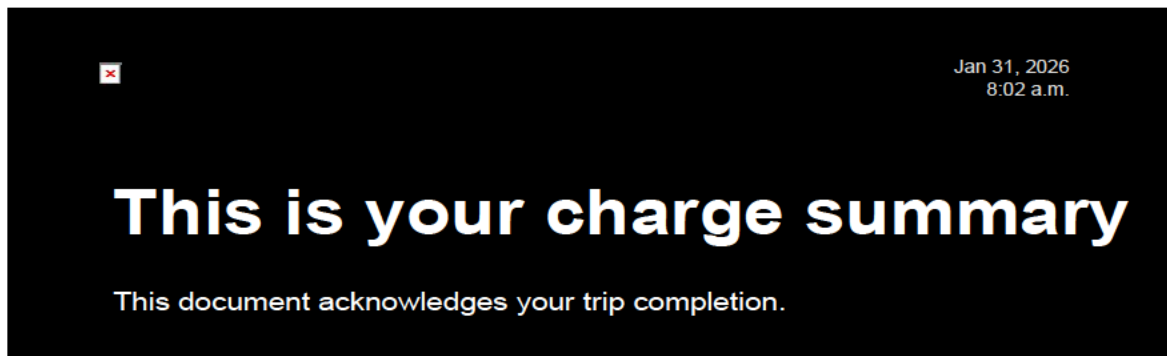 Jan 31, 2026
8:02 a.m.
This is your charge summary
This document acknowledges your trip completion.